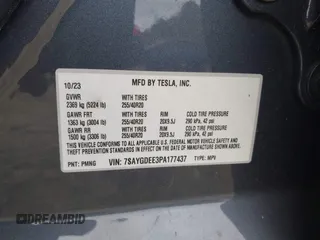 10/23
MFD BY TESLA, INC.
GVWR
2369 kg (5224 lb)
WITH TIRES
255/40R20
GAWR FRT
1363 kg (3004 lb)
WITH TIRES
255/40R20
RIM
20X9.5J
COLD TIRE PRESSURE
290 kPa, 42 psi
GAWR RR
1500 kg (3306 lb)
WITH TIRES
255/40R20
RIM
20X9.5J
COLD TIRE PRESSURE
290 kPa, 42 psi
THIS VEHICLE CONFORMS TO ALL APPLICABLE FEDERAL MOTOR VEHICLE
SAFETY, BUMPER, AND THEFT PREVENTION STANDARDS IN EFFECT ON
THE DATE OF MANUFACTURE SHOWN ABOVE.
PNT: PMNG
VIN: 7SAYGDEE3PA177437
TYPE: MPV
DREAMBID